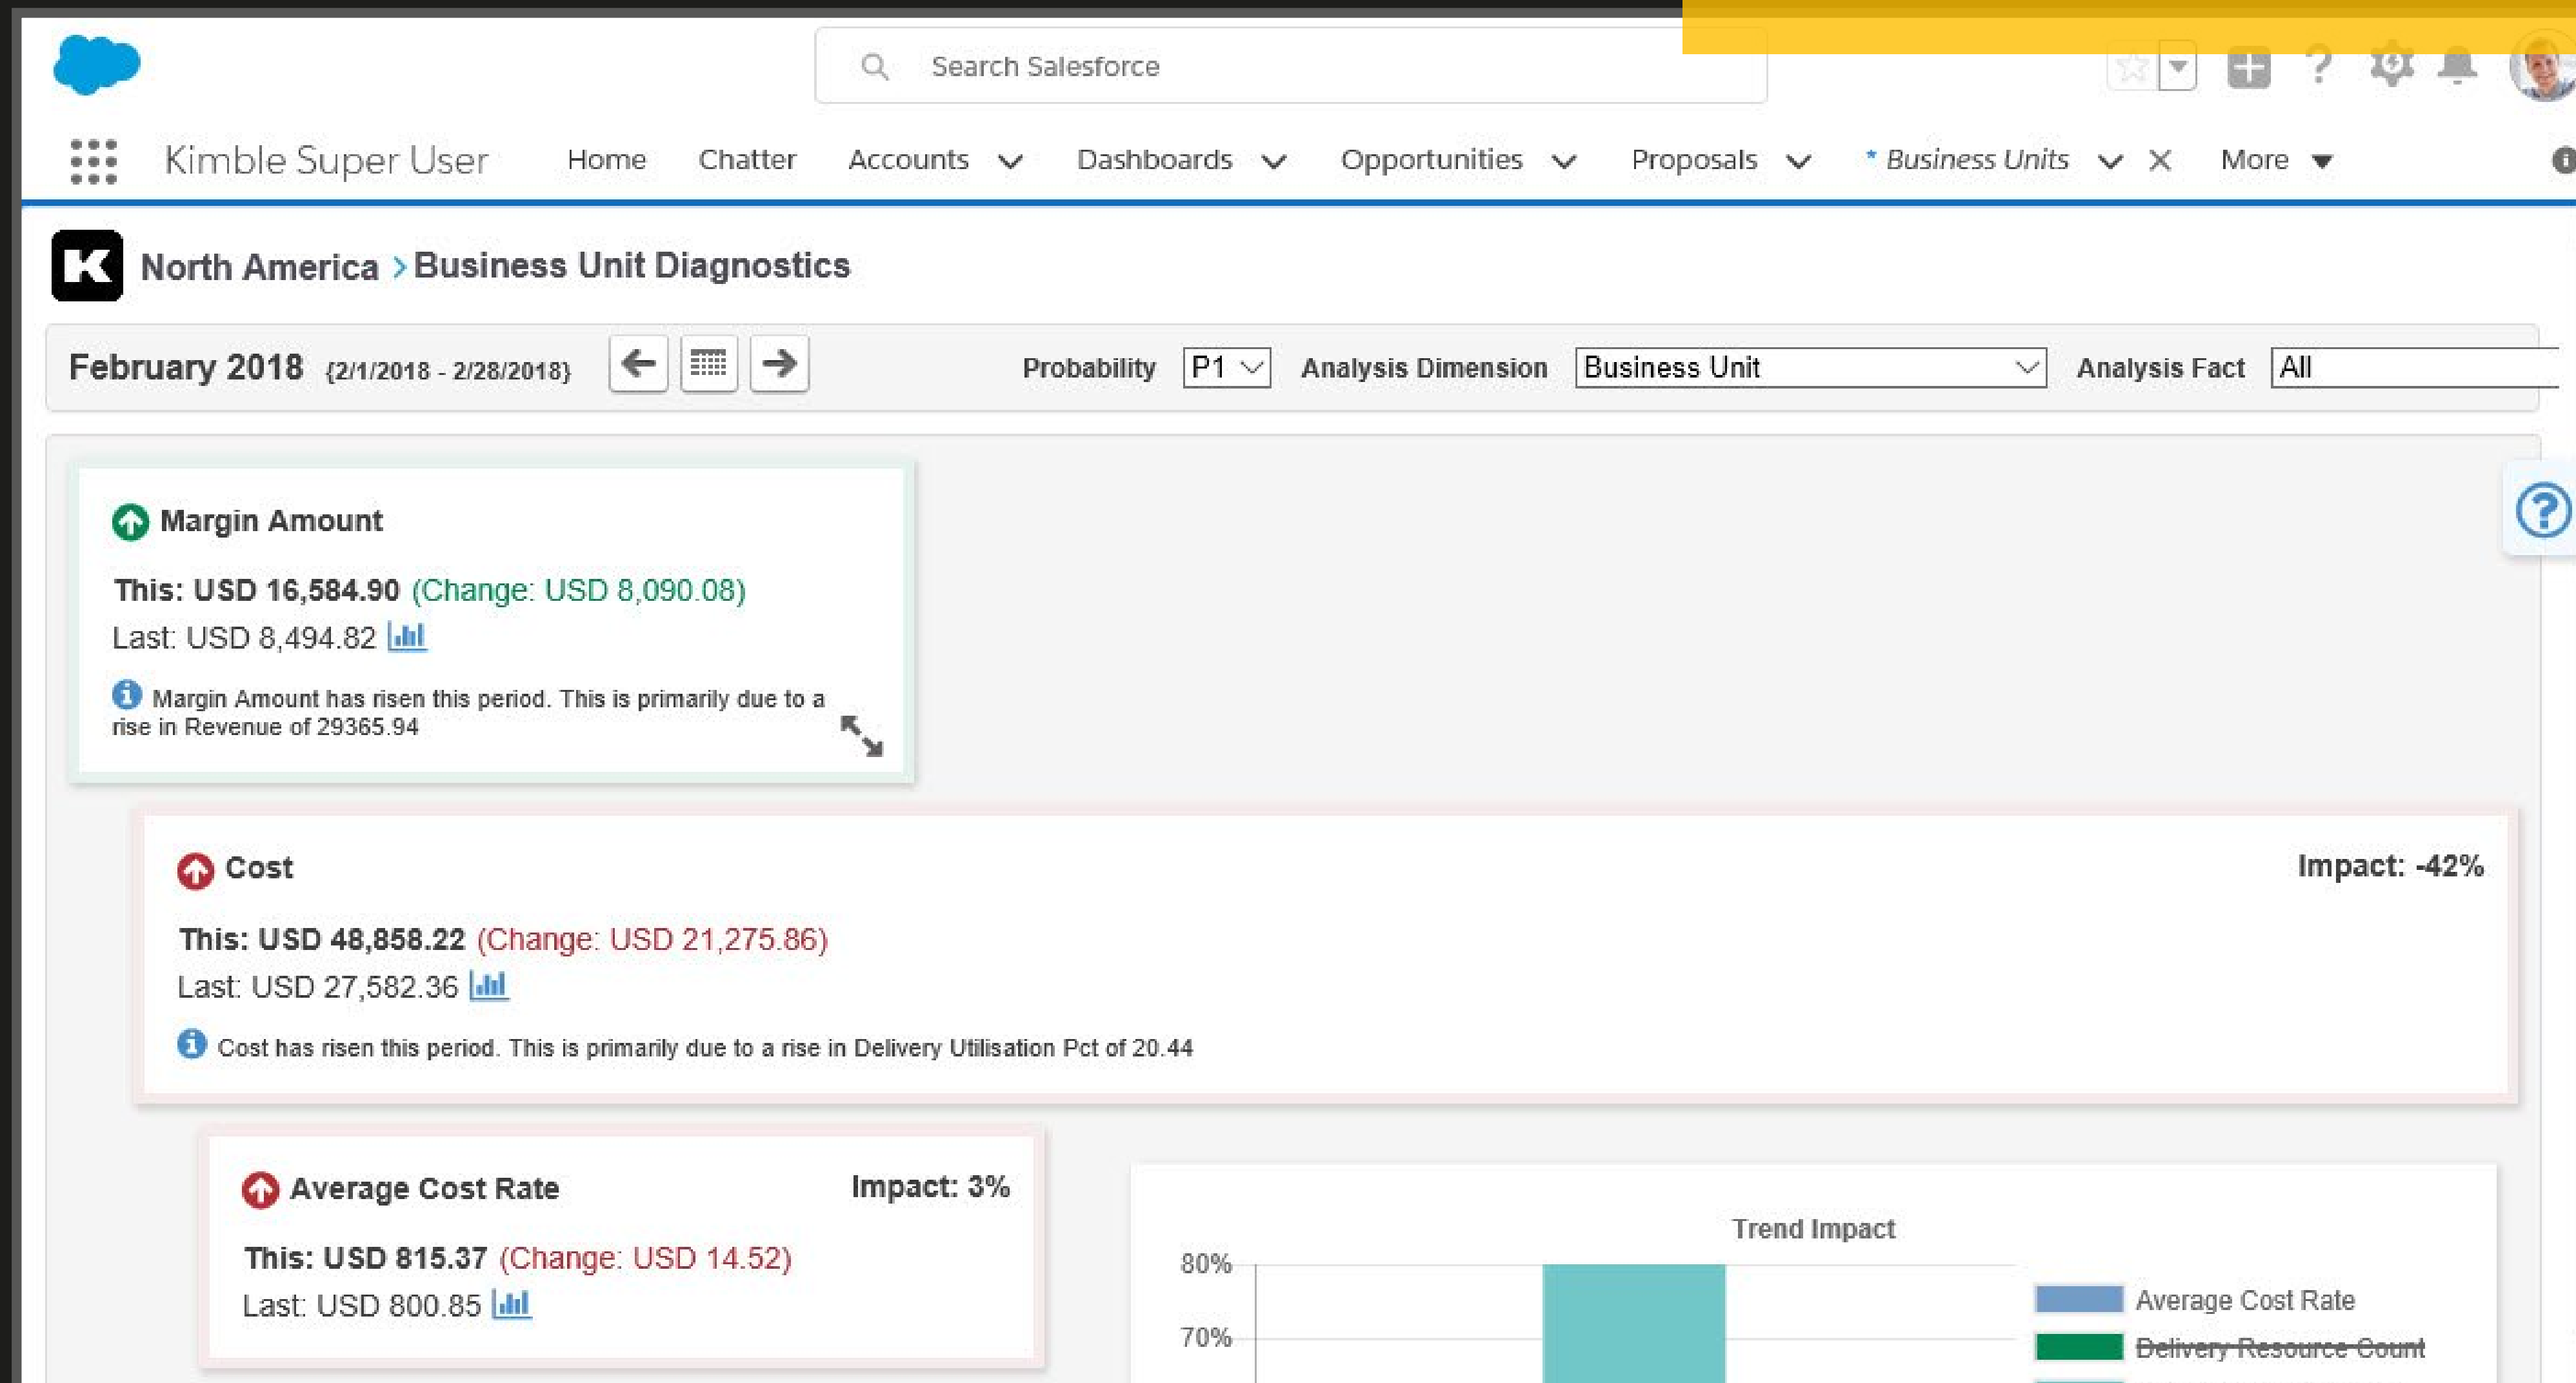 Search Salesforce
Kimble Super User Home Chatter Accounts Dashboards Opportunities Proposals * Business Units More
K North America > Business Unit Diagnostics
February 2018 {2/1/2018 - 2/28/2018} Probability P1 Analysis Dimension Business Unit Analysis Fact All
Margin Amount
This: USD 16,584.90 (Change: USD 8,090.08)
Last: USD 8,494.82
Margin Amount has risen this period. This is primarily due to a
rise in Revenue of 29365.94
Cost Impact: -42%
This: USD 48,858.22 (Change: USD 21,275.86)
Last: USD 27,582.36
Cost has risen this period. This is primarily due to a rise in Delivery Utilisation Pct of 20.44
Average Cost Rate Impact: 3%
This: USD 815.37 (Change: USD 14.52)
Last: USD 800.85
Trend Impact
80%
Average Cost Rate
70%
Delivery Resource Count